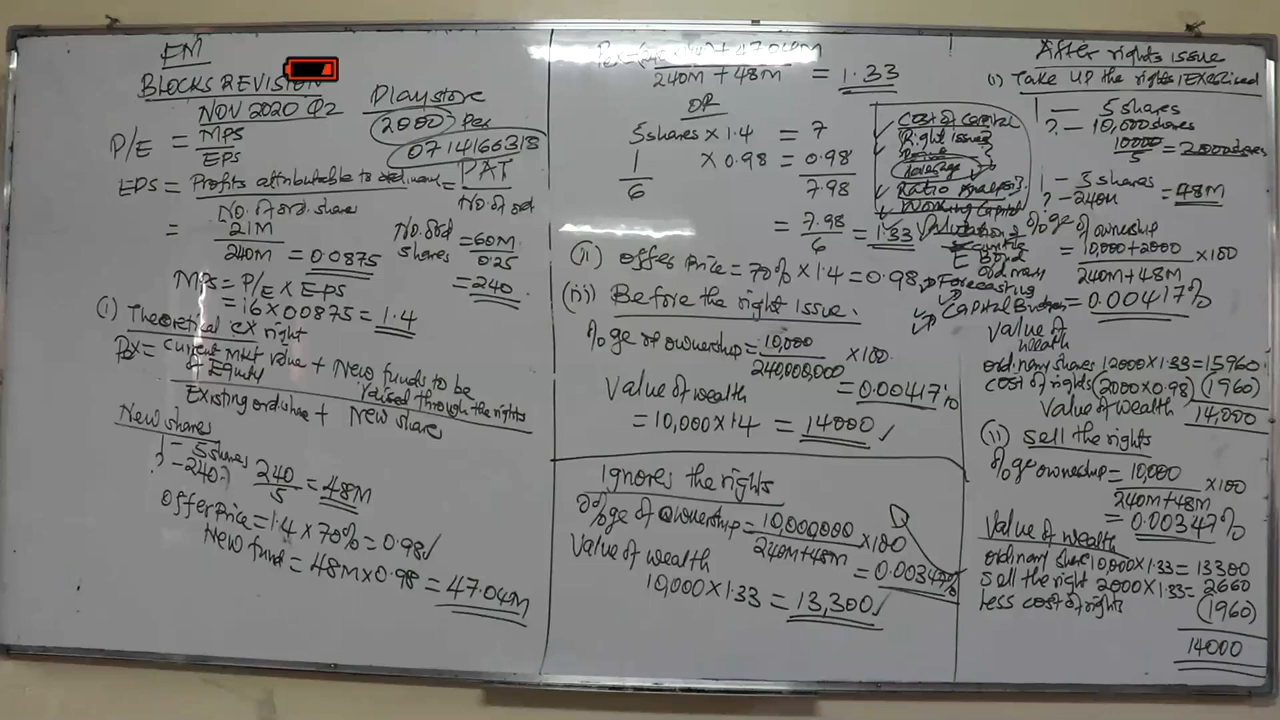 FM
BLOCKS REVISION
NOV 2020 Q2
Playstore
2000 Per
0714166313
P/E = MPS
EPS
EPS = Profits attributable to ordinary = PAT
No. of ord. share
No. of ord
= 21M
240M = 0.0875
No. of ord shares = 60M
0.25
= 240
MPS = P/E x EPS
= 16 x 0.0875 = 1.4
(i) Theoretical ex right
Pex = Current MKt value of Equity + New funds to be raised through the rights
Existing ord share + New share
New shares
1 - 5 shares
? - 240
240
5 = 48M
Offer Price = 1.4 x 70% = 0.98 ✓
New fund = 48M x 0.98 = 47.04M
+ 47.04M
240M + 48M = 1.33
OR
5 shares x 1.4 = 7
1 x 0.98 = 0.98
6 7.98
= 7.98
6 = 1.33
Cost of Capital
Right issue
Leverage
Ratio Analysis
Working Capital
Valuation
E Bond
ordinary
Forecasting
Capital
(ii) Offer Price = 70% x 1.4 = 0.98
(iii) Before the right issue.
%ge of ownership = 10,000 x 100
240,000,000
= 0.00417%
Value of wealth
= 10,000 x 1.4 = 14000 ✓
Ignores the rights
%ge of ownership = 10,000,000 x 100
240M + 48M
= 0.00347%
Value of wealth
10,000 x 1.33 = 13,300 ✓
After rights issue
(i) Take up the rights/Exercised
1 — 5 shares
? — 10,000 shares
10000
5 = 2000 shares
1 — 5 shares
? — 240M = 48M
%ge of ownership
= 10,000 + 2000 x 100
240M + 48M
= 0.00417%
Value of wealth
ordinary shares 12000 x 1.33 = 15960
Cost of rights (2000 x 0.98) (1960)
Value of wealth 14,000
(ii) Sell the rights
%ge ownership = 10,000 x 100
240M + 48M
= 0.00347%
Value of wealth
ordinary share 10,000 x 1.33 = 13300
Sell the right 2000 x 1.33 = 2660
less cost of rights (1960)
14000